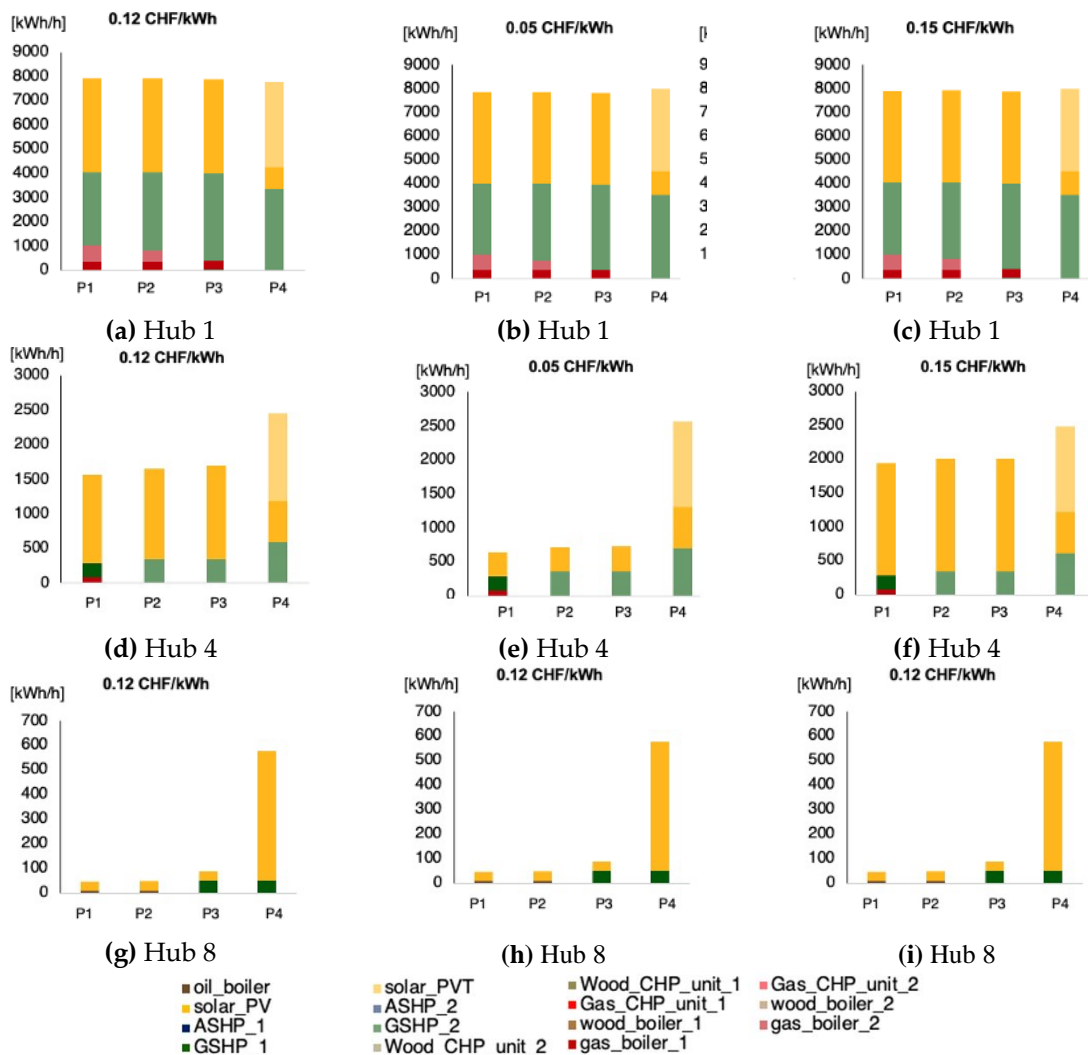 [kWh/h] 0.12 CHF/kWh
9000
8000
7000
6000
5000
4000
3000
2000
1000
0
P1 P2 P3 P4
(a) Hub 1
[kWh/h] 0.05 CHF/kWh [k
9000 9
8000 8
7000 7
6000 6
5000 5
4000 4
3000 3
2000 2
1000 1
0
P1 P2 P3 P4
(b) Hub 1
[kWh/h] 0.15 CHF/kWh
9000
8000
7000
6000
5000
4000
3000
2000
1000
0
P1 P2 P3 P4
(c) Hub 1
[kWh/h] 0.12 CHF/kWh
3000
2500
2000
1500
1000
500
0
P1 P2 P3 P4
(d) Hub 4
[kWh/h] 0.05 CHF/kWh
3000
2500
2000
1500
1000
500
0
P1 P2 P3 P4
(e) Hub 4
[kWh/h] 0.15 CHF/kWh
3000
2500
2000
1500
1000
500
0
P1 P2 P3 P4
(f) Hub 4
[kWh/h] 0.12 CHF/kWh
700
600
500
400
300
200
100
0
P1 P2 P3 P4
(g) Hub 8
[kWh/h] 0.12 CHF/kWh
700
600
500
400
300
200
100
0
P1 P2 P3 P4
(h) Hub 8
[kWh/h] 0.12 CHF/kWh
700
600
500
400
300
200
100
0
P1 P2 P3 P4
(i) Hub 8
oil_boiler solar_PVT Wood_CHP_unit_1 Gas_CHP_unit_2
solar_PV ASHP_2 Gas_CHP_unit_1 wood_boiler_2
ASHP_1 GSHP_2 wood_boiler_1 gas_boiler_2
GSHP_1 Wood_CHP_unit_2 gas_boiler_1